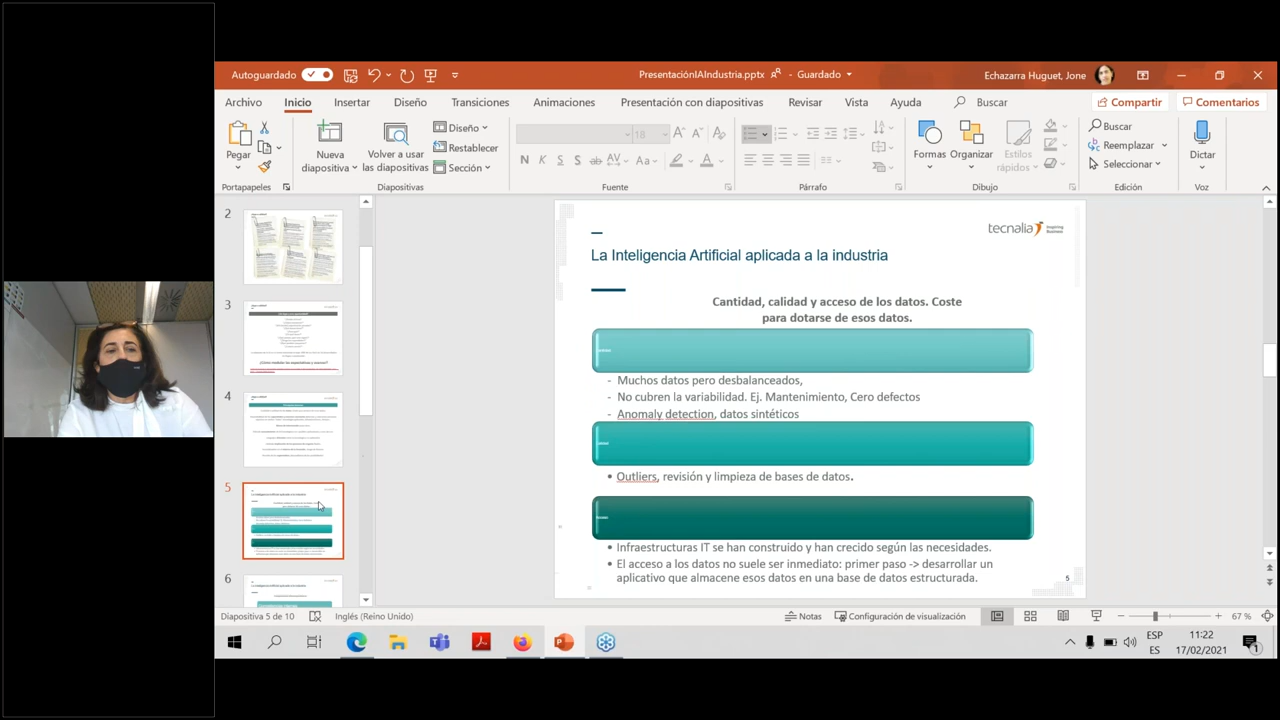 Autoguardado
PresentaciónIAIndustria.pptx - Guardado
Echazarra Huguet, Jone
Archivo Inicio Insertar Diseño Transiciones Animaciones Presentación con diapositivas Revisar Vista Ayuda Buscar Compartir Comentarios
Pegar
Nueva diapositiva
Volver a usar las diapositivas
Diseño
Restablecer
Sección
18
N K S S ab AV Aa A
Formas
Organizar
Estilos rápidos
Buscar
Reemplazar
Seleccionar
Dictar
Portapapeles Diapositivas Fuente Párrafo Dibujo Edición Voz
2
3
4
5
6
tecnalia Inspiring Business
La Inteligencia Artificial aplicada a la industria
Cantidad, calidad y acceso de los datos. Coste
para dotarse de esos datos.
- Muchos datos pero desbalanceados,
- No cubren la variabilidad. Ej. Mantenimiento, Cero defectos
- Anomaly detection, datos sintéticos
• Outliers, revisión y limpieza de bases de datos.
• Infraestructuras IT se han construido y han crecido según las necesidades.
• El acceso a los datos no suele ser inmediato: primer paso -> desarrollar un
aplicativo que almacene esos datos en una base de datos estructurada.
5
Diapositiva 5 de 10 Inglés (Reino Unido) Notas Configuración de visualización 67 %
ESP
ES
11:22
17/02/2021
1